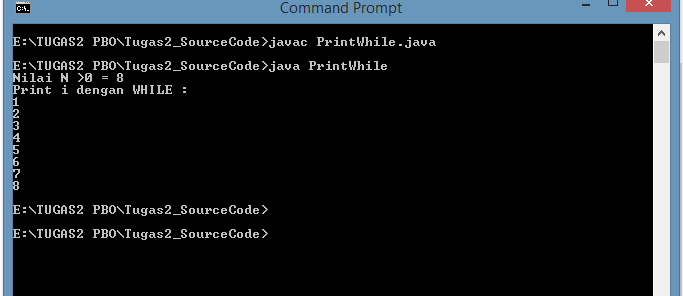 Command Prompt
E:\TUGAS2 PBO\Tugas2_SourceCode>javac PrintWhile.java
E:\TUGAS2 PBO\Tugas2_SourceCode>java PrintWhile
Nilai N >0 = 8
Print i dengan WHILE :
1
2
3
4
5
6
7
8
E:\TUGAS2 PBO\Tugas2_SourceCode>
E:\TUGAS2 PBO\Tugas2_SourceCode>